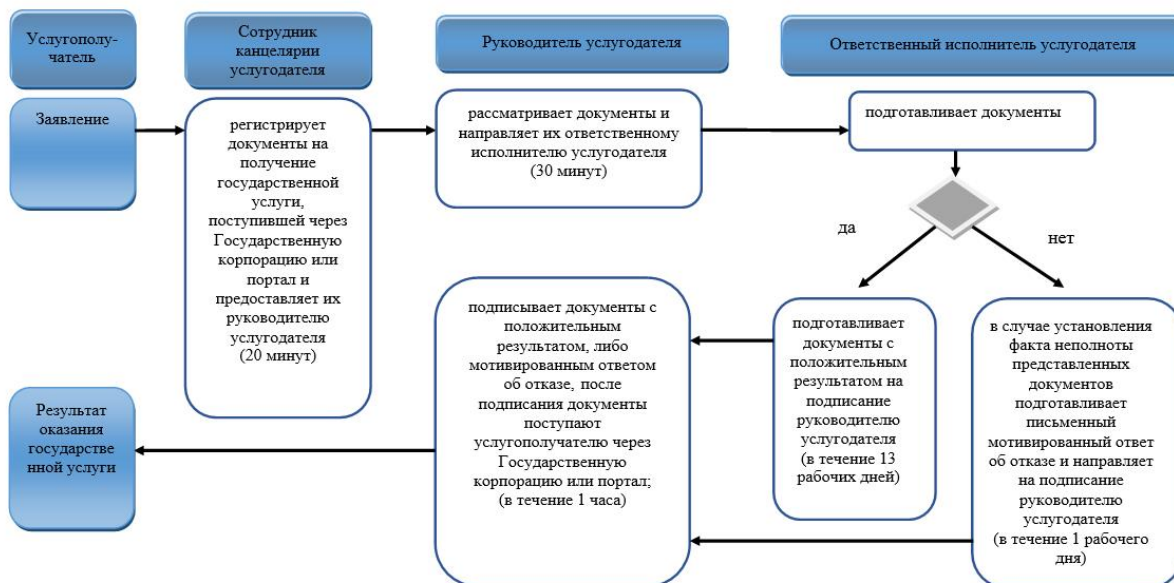 Услугополу-
чатель
Сотрудник
канцелярии
услугодателя
Руководитель услугодателя
Ответственный исполнитель услугодателя
Заявление
регистрирует
документы на
получение
государственной
услуги,
поступившей через
Государственную
корпорацию или
портал и
предоставляет их
руководителю
услугодателя
(20 минут)
рассматривает документы и
направляет их ответственному
исполнителю услугодателя
(30 минут)
подготавливает документы
да
нет
подписывает документы с
положительным
результатом, либо
мотивированным ответом
об отказе, после
подписания документы
поступают
услугополучателю через
Государственную
корпорацию или портал;
(в течение 1 часа)
подготавливает
документы с
положительным
результатом на
подписание
руководителю
услугодателя
(в течение 13
рабочих дней)
в случае установления
факта неполноты
представленных
документов
подготавливает
письменный
мотивированный ответ
об отказе и направляет
на подписание
руководителю
услугодателя
(в течение 1 рабочего
дня)
Результат
оказания
государстве
нной услуги